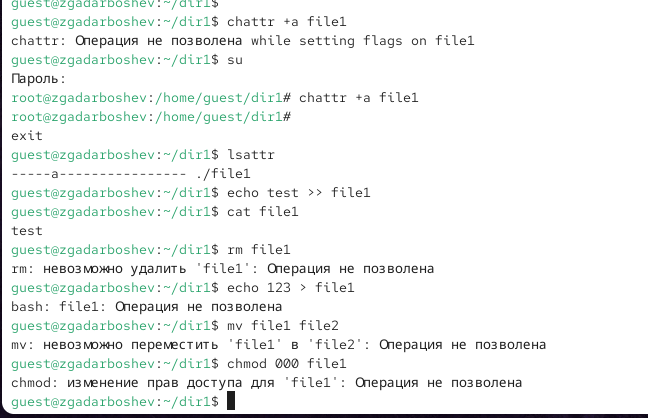 guest@zgadarboshev:~/dir1$
guest@zgadarboshev:~/dir1$ chattr +a file1
chattr: Операция не позволена while setting flags on file1
guest@zgadarboshev:~/dir1$ su
Пароль:
root@zgadarboshev:/home/guest/dir1# chattr +a file1
root@zgadarboshev:/home/guest/dir1#
exit
guest@zgadarboshev:~/dir1$ lsattr
-----a---------------- ./file1
guest@zgadarboshev:~/dir1$ echo test >> file1
guest@zgadarboshev:~/dir1$ cat file1
test
guest@zgadarboshev:~/dir1$ rm file1
rm: невозможно удалить 'file1': Операция не позволена
guest@zgadarboshev:~/dir1$ echo 123 > file1
bash: file1: Операция не позволена
guest@zgadarboshev:~/dir1$ mv file1 file2
mv: невозможно переместить 'file1' в 'file2': Операция не позволена
guest@zgadarboshev:~/dir1$ chmod 000 file1
chmod: изменение прав доступа для 'file1': Операция не позволена
guest@zgadarboshev:~/dir1$